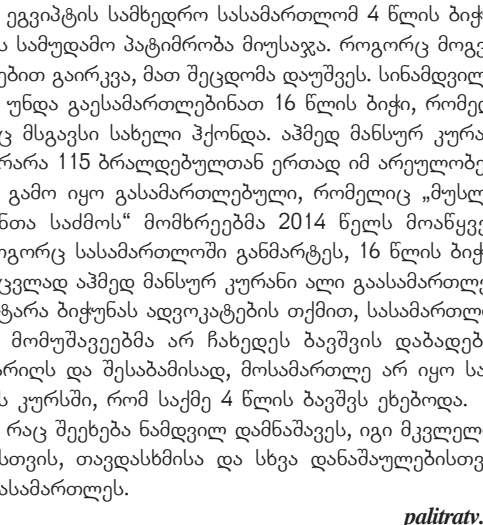 ეგვიპტის სამხედრო სასამართლომ 4 წლის ბიჭ
ს სამუდამო პატიმრობა მიუსაჯა. როგორც მოგვ
ებით გაირკვა, მათ შეცდომა დაუშვეს. სინამდვილ
უნდა გაესამართლებინათ 16 წლის ბიჭი, რომელ
ც მსგავსი სახელი ჰქონდა. აჰმედ მანსურ კურა
რარა 115 ბრალდებულთან ერთად იმ არეულობე
გამო იყო გასამართლებული, რომელიც „მუსლ
ნთა საძმოს“ მომხრეებმა 2014 წელს მოაწყვე
ოგორც სასამართლოში განმარტეს, 16 წლის ბიჭ
ცვლად აჰმედ მანსურ კურანი ალი გაასამართლე
ტარა ბიჭუნას ადვოკატების თქმით, სასამართლ
მომუშავეებმა არ ჩახედეს ბავშვის დაბადებ
არიღს და შესაბამისად, მოსამართლე არ იყო სა
ს კურსში, რომ საქმე 4 წლის ბავშვს ეხებოდა.
რაც შეეხება ნამდვილ დამნაშავეს, იგი მკვლელ
სთვის, თავდასხმისა და სხვა დანაშაულებისთვ
ასამართლეს.
palitratv.